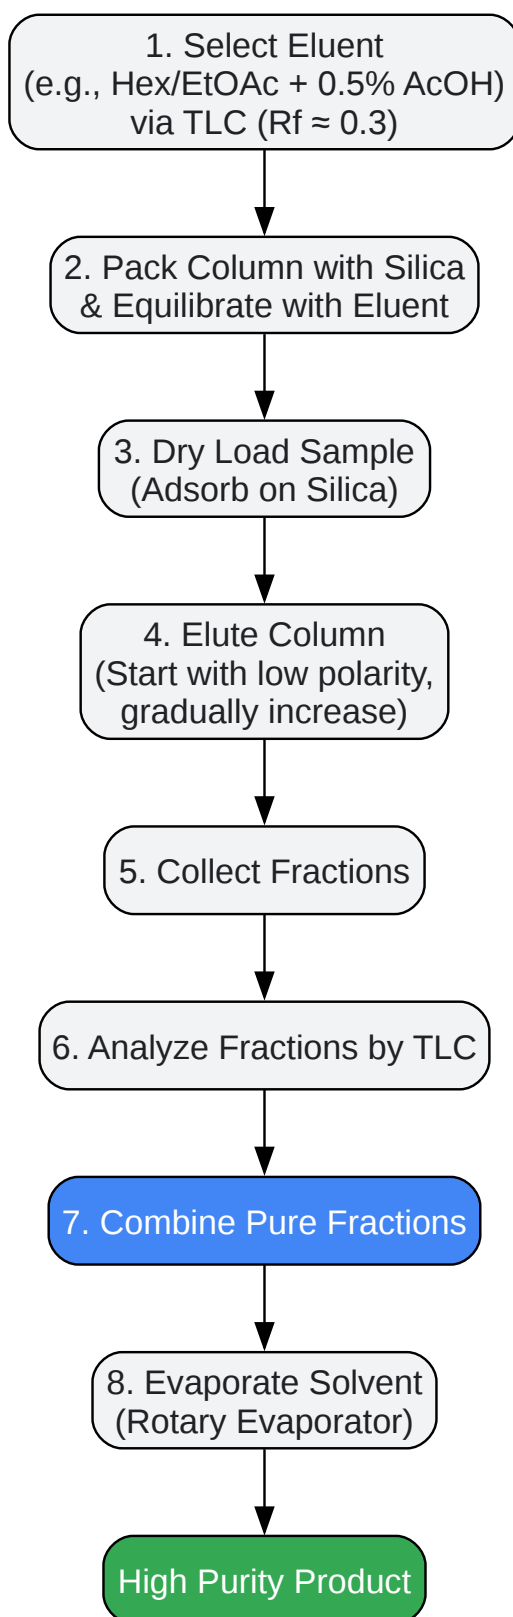 1. Select Eluent
(e.g., Hex/EtOAc + 0.5% AcOH)
via TLC (Rf ≈ 0.3)
2. Pack Column with Silica
& Equilibrate with Eluent
3. Dry Load Sample
(Adsorb on Silica)
4. Elute Column
(Start with low polarity,
gradually increase)
5. Collect Fractions
6. Analyze Fractions by TLC
7. Combine Pure Fractions
8. Evaporate Solvent
(Rotary Evaporator)
High Purity Product